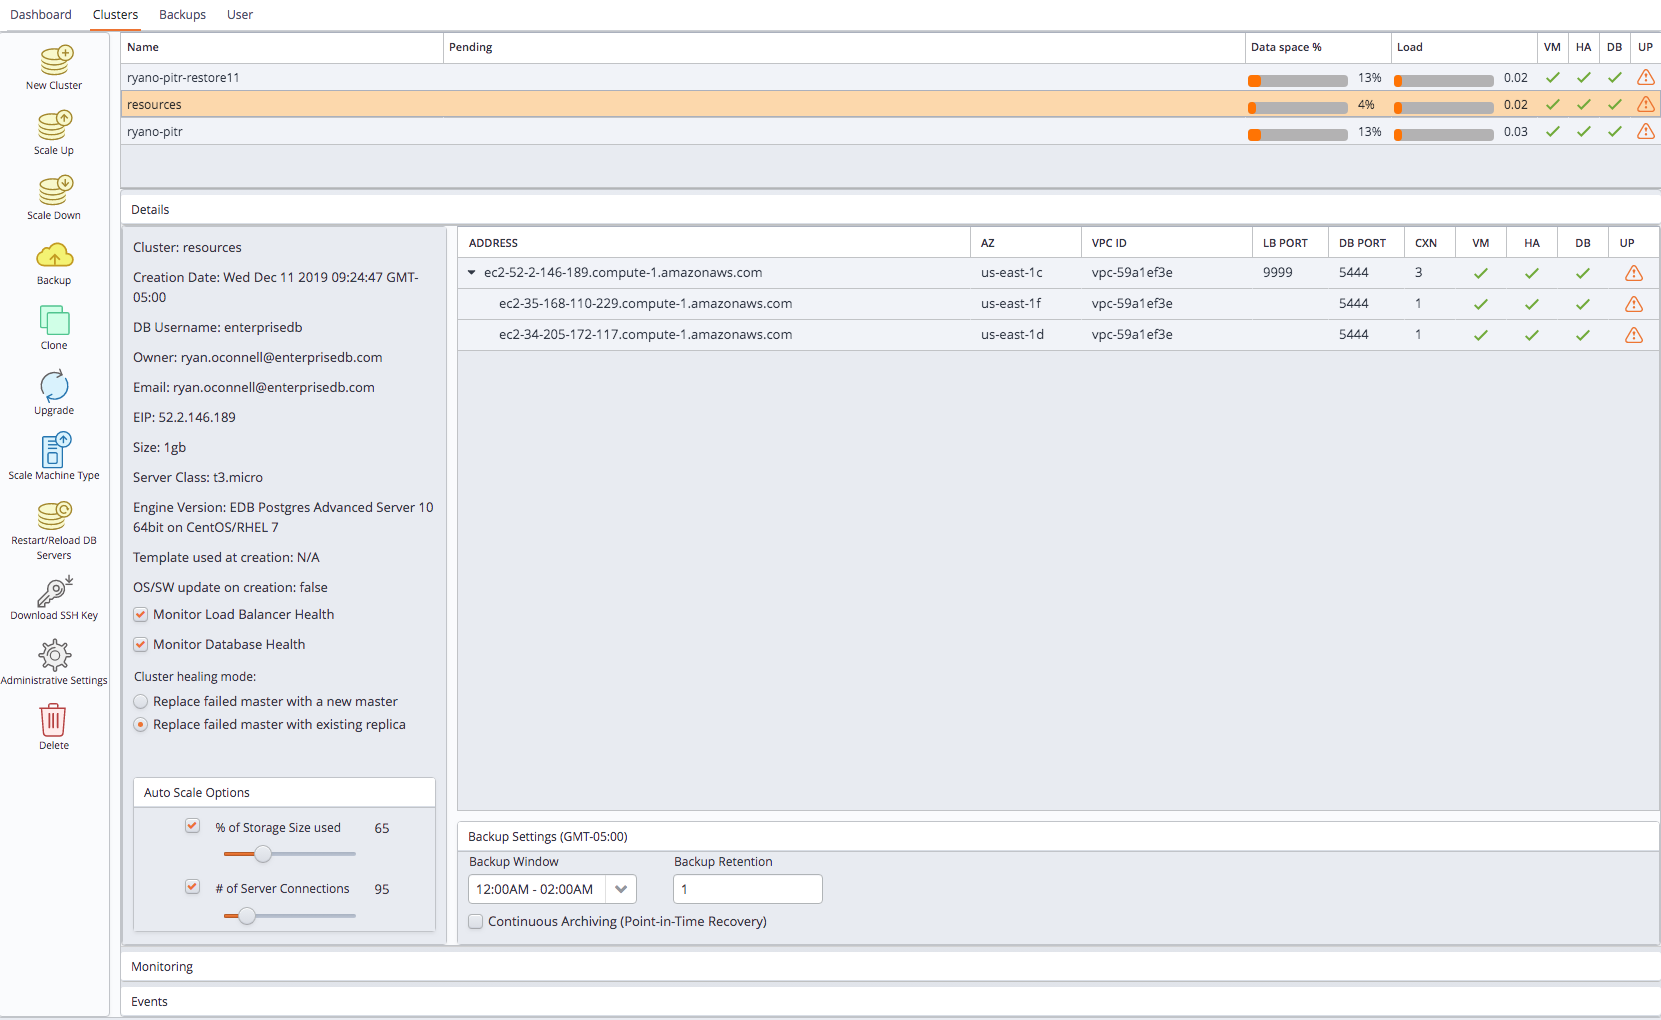 Dashboard Clusters Backups User
New Cluster
Scale Up
Scale Down
Backup
Clone
Upgrade
Scale Machine Type
Restart/Reload DB
Servers
Download SSH Key
Administrative Settings
Delete
Name Pending Data space % Load VM HA DB UP
ryano-pitr-restore11 13% 0.02
resources 4% 0.02
ryano-pitr 13% 0.03
Details
Cluster: resources
Creation Date: Wed Dec 11 2019 09:24:47 GMT-
05:00
DB Username: enterprisedb
Owner: ryan.oconnell@enterprisedb.com
Email: ryan.oconnell@enterprisedb.com
EIP: 52.2.146.189
Size: 1gb
Server Class: t3.micro
Engine Version: EDB Postgres Advanced Server 10
64bit on CentOS/RHEL 7
Template used at creation: N/A
OS/SW update on creation: false
Monitor Load Balancer Health
Monitor Database Health
Cluster healing mode:
Replace failed master with a new master
Replace failed master with existing replica
Auto Scale Options
% of Storage Size used 65
# of Server Connections 95
ADDRESS AZ VPC ID LB PORT DB PORT CXN VM HA DB UP
ec2-52-2-146-189.compute-1.amazonaws.com us-east-1c vpc-59a1ef3e 9999 5444 3
ec2-35-168-110-229.compute-1.amazonaws.com us-east-1f vpc-59a1ef3e 5444 1
ec2-34-205-172-117.compute-1.amazonaws.com us-east-1d vpc-59a1ef3e 5444 1
Backup Settings (GMT-05:00)
Backup Window Backup Retention
12:00AM - 02:00AM 1
Continuous Archiving (Point-in-Time Recovery)
Monitoring
Events